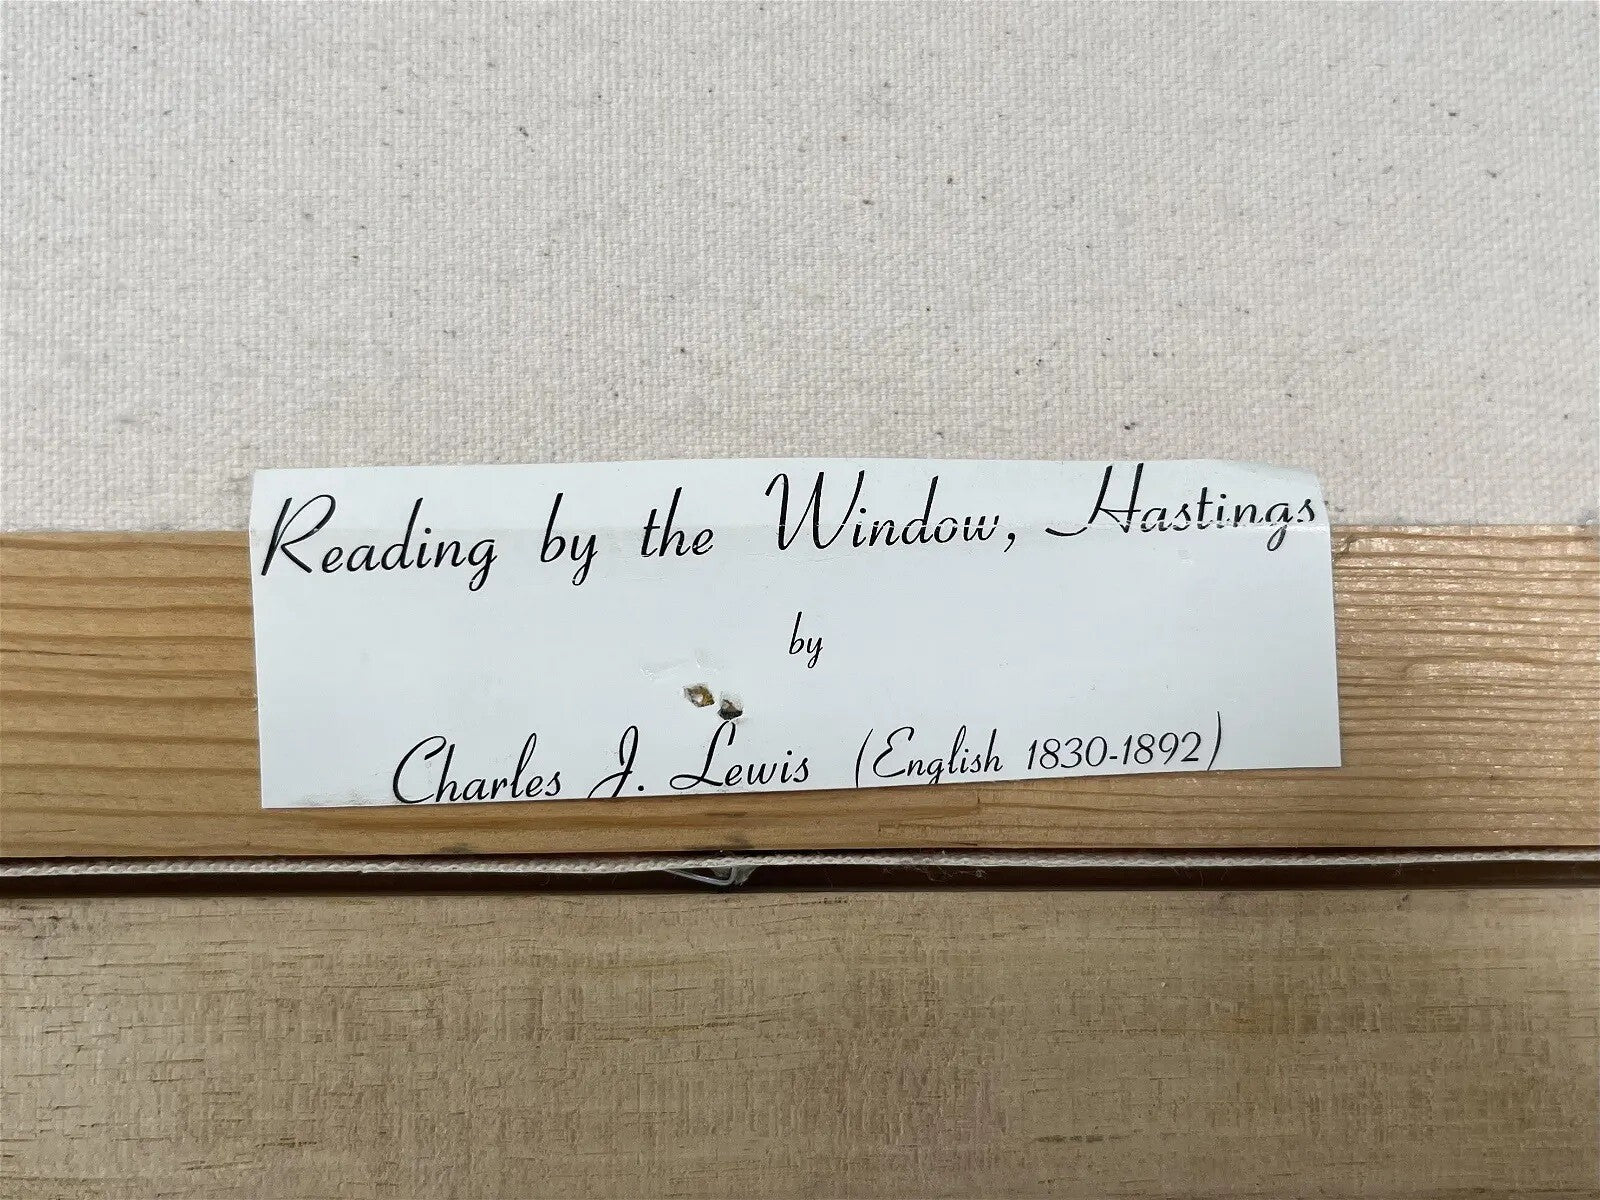 Reading by the Window, Hastings
by
Charles J. Lewis (English 1830-1892)